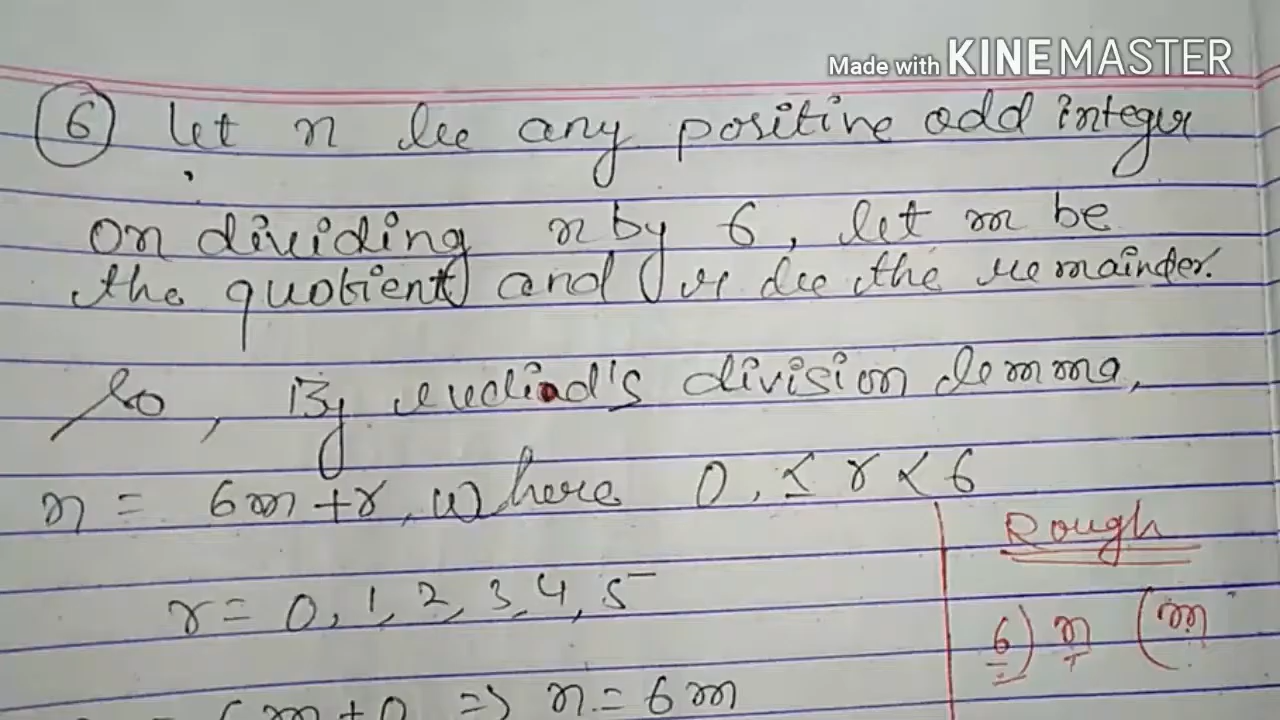 Made with KINEMASTER
6 let n be any positive odd integer
on dividing n by 6, let m be
the quotient and r be the remainder.
So, By euclid's division lemma,
n = 6m+r, where 0, ≤ r < 6
Rough
r = 0, 1, 2, 3, 4, 5
6) n (m
6m+0 => n = 6m